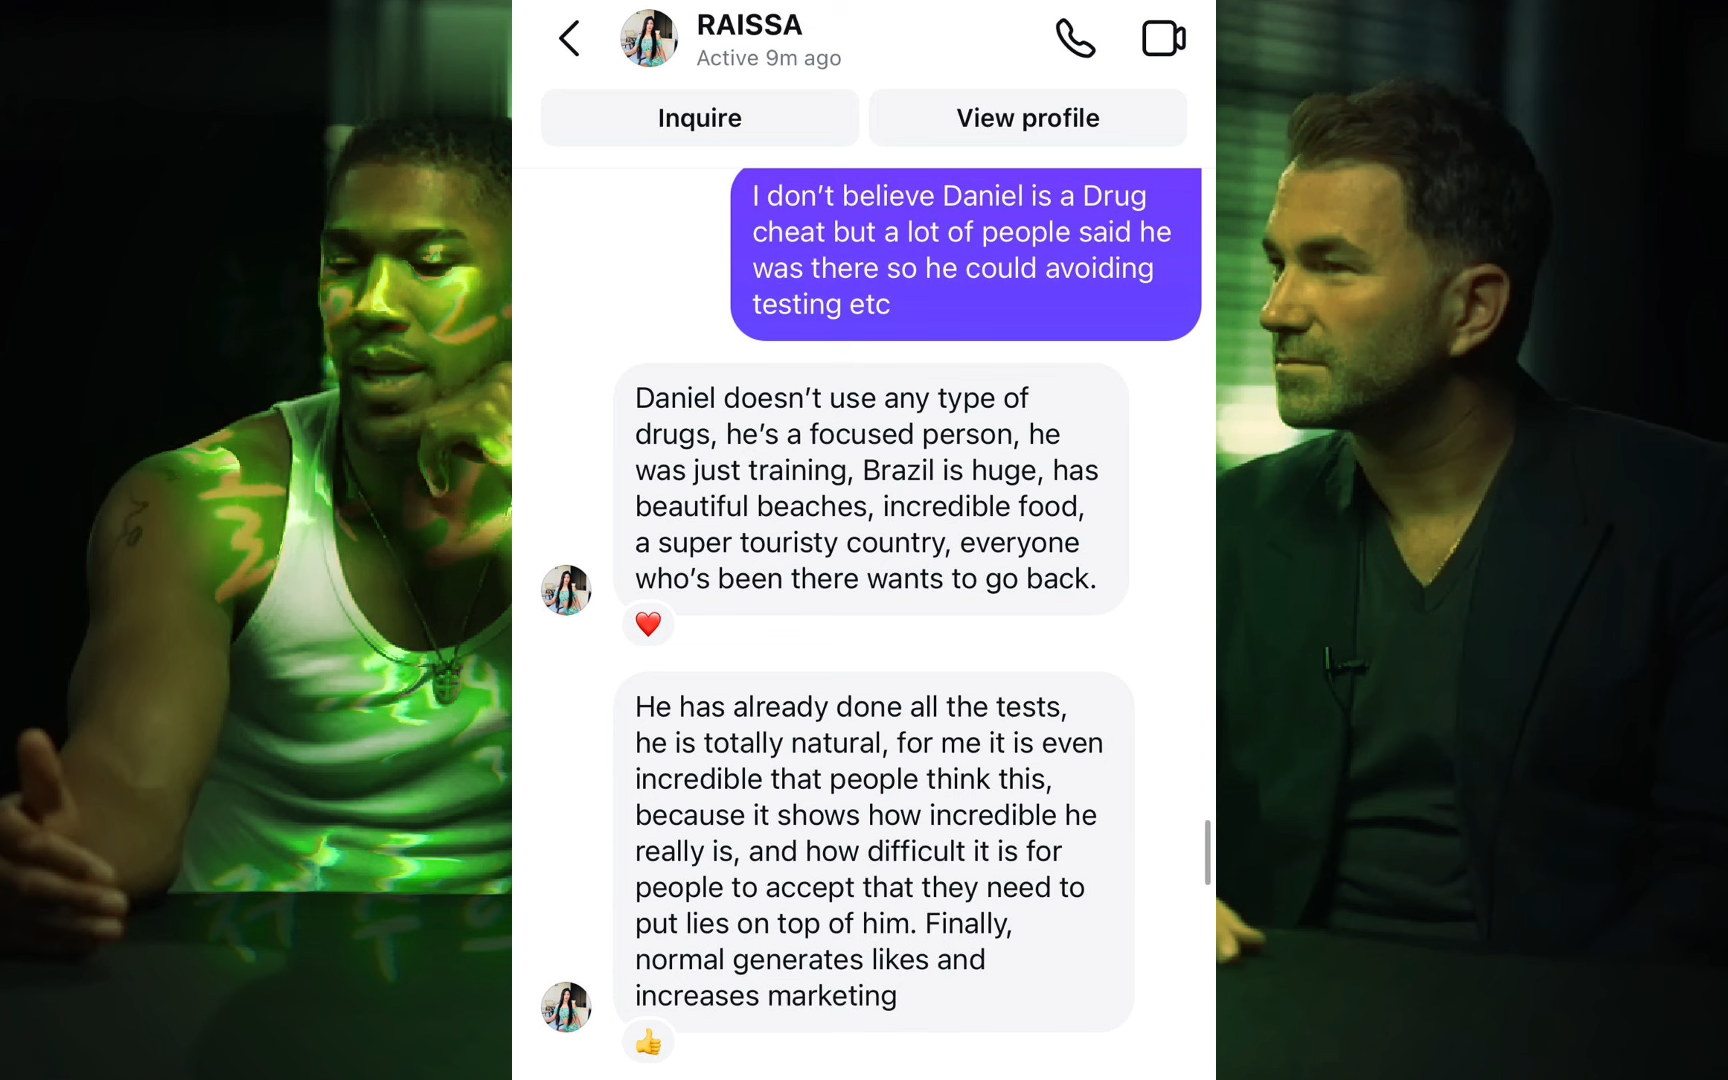 RAISSA
Active 9m ago
Inquire
View profile
I don’t believe Daniel is a Drug
cheat but a lot of people said he
was there so he could avoiding
testing etc
Daniel doesn’t use any type of
drugs, he’s a focused person, he
was just training, Brazil is huge, has
beautiful beaches, incredible food,
a super touristy country, everyone
who’s been there wants to go back.
He has already done all the tests,
he is totally natural, for me it is even
incredible that people think this,
because it shows how incredible he
really is, and how difficult it is for
people to accept that they need to
put lies on top of him. Finally,
normal generates likes and
increases marketing